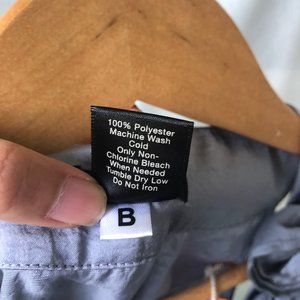 100% Polyester
Machine Wash
Cold
Only Non-
Chlorine Bleach
When Needed
Tumble Dry Low
Do Not Iron
B